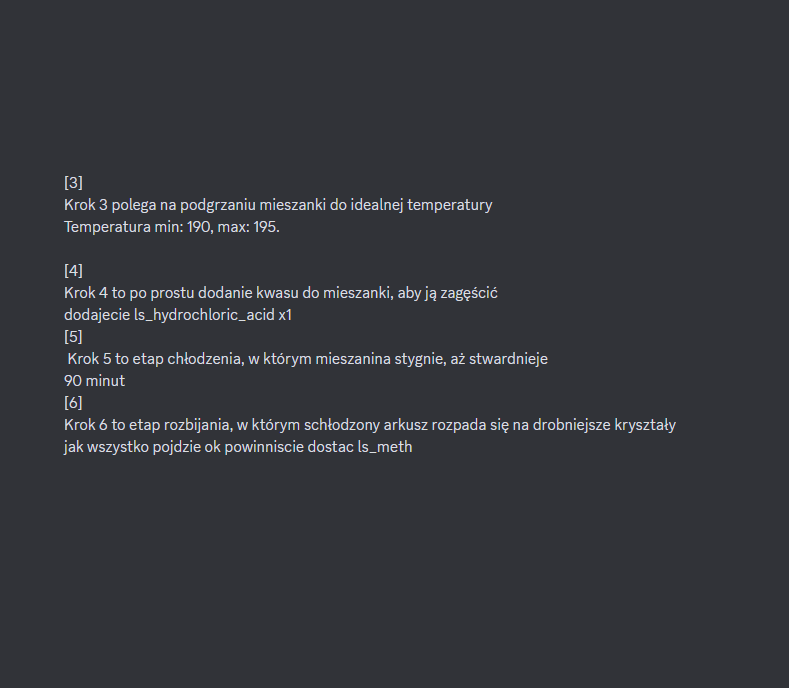 [3]
Krok 3 polega na podgrzaniu mieszanki do idealnej temperatury
Temperatura min: 190, max: 195.
[4]
Krok 4 to po prostu dodanie kwasu do mieszanki, aby ją zagęścić
dodajecie ls_hydrochloric_acid x1
[5]
Krok 5 to etap chłodzenia, w którym mieszanina stygnie, aż stwardnieje
90 minut
[6]
Krok 6 to etap rozbijania, w którym schłodzony arkusz rozpada się na drobniejsze kryształy
jak wszystko pojdzie ok powinniscie dostac ls_meth